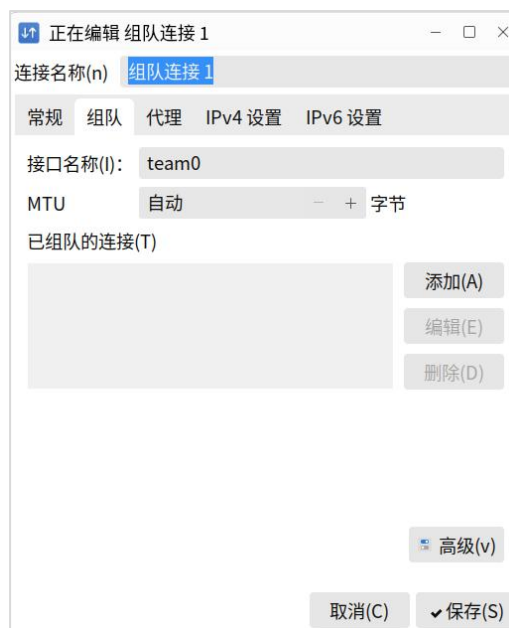 正在编辑 组队连接 1
连接名称(n) 组队连接 1
常规 组队 代理 IPv4 设置 IPv6 设置
接口名称(I): team0
MTU 自动 － ＋ 字节
已组队的连接(T)
添加(A)
编辑(E)
删除(D)
高级(v)
取消(C) 保存(S)